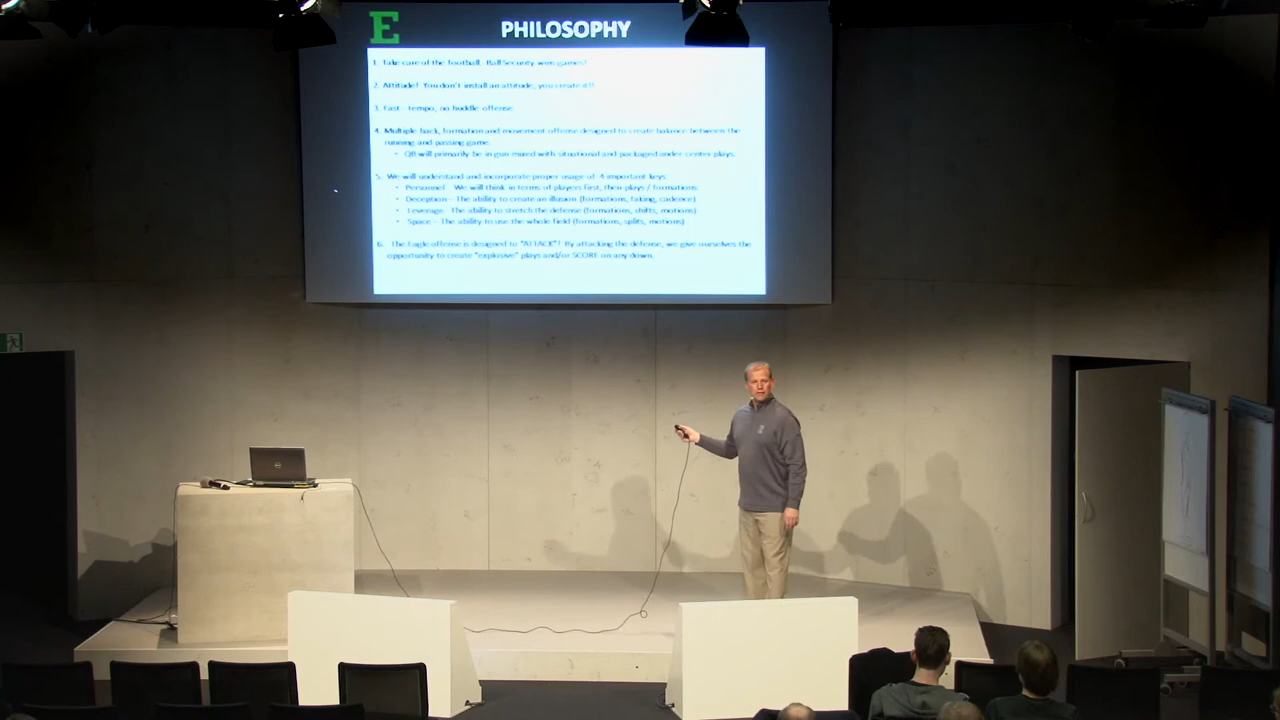 E PHILOSOPHY
1. Take care of the football. Ball Security wins games!
2. Attitude! You don't install an attitude, you create it!!
3. Fast - tempo, no huddle offense.
4. Multiple back, formation and movement offense designed to create balance between the
running and passing game.
• QB will primarily be in gun mixed with situational and packaged under center plays.
5. We will understand and incorporate proper usage of 4 important keys:
• Personnel – We will think in terms of players first, then plays / formations.
• Deception – The ability to create an illusion (formations, faking, cadence)
• Leverage - The ability to stretch the defense (formations, shifts, motions)
• Space – The ability to use the whole field (formations, splits, motions)
6. The Eagle offense is designed to "ATTACK"! By attacking the defense, we give ourselves the
opportunity to create "explosive" plays and/or SCORE on any down.